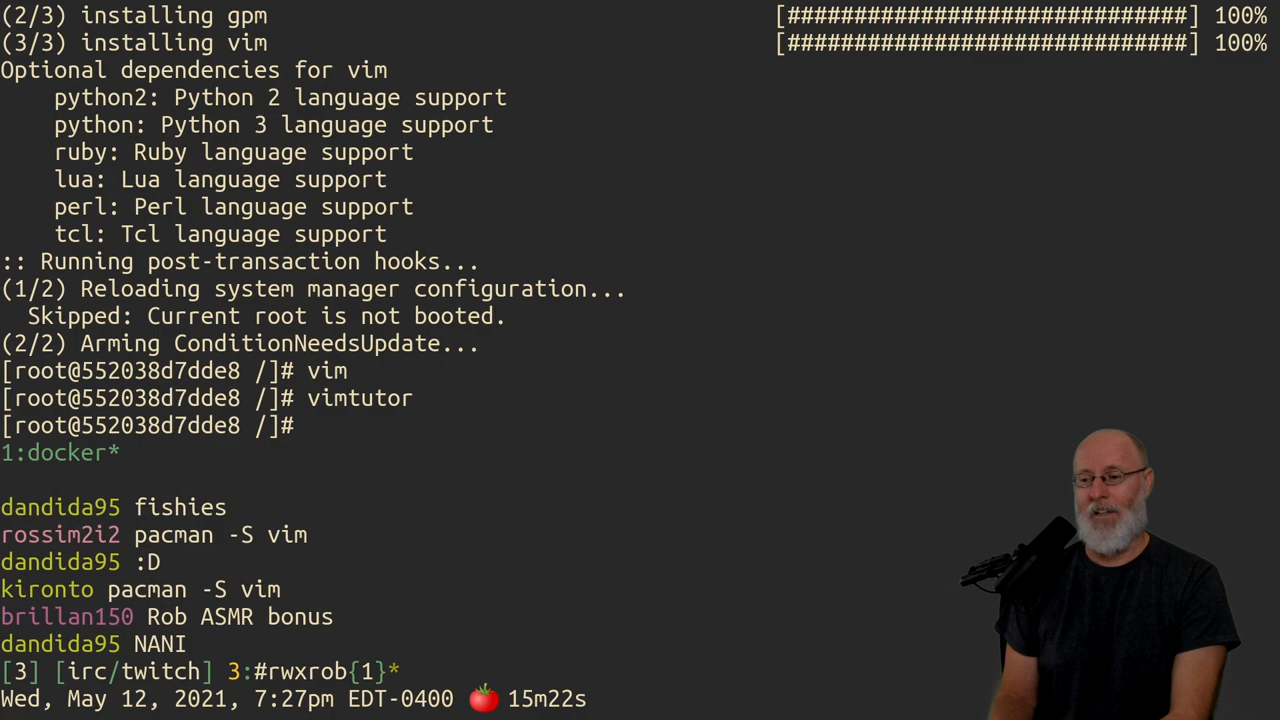 (2/3) installing gpm [##############################] 100%
(3/3) installing vim [##############################] 100%
Optional dependencies for vim
    python2: Python 2 language support
    python: Python 3 language support
    ruby: Ruby language support
    lua: Lua language support
    perl: Perl language support
    tcl: Tcl language support
:: Running post-transaction hooks...
(1/2) Reloading system manager configuration...
  Skipped: Current root is not booted.
(2/2) Arming ConditionNeedsUpdate...
[root@552038d7dde8 /]# vim
[root@552038d7dde8 /]# vimtutor
[root@552038d7dde8 /]#
1:docker*
dandida95 fishies
rossim2i2 pacman -S vim
dandida95 :D
kironto pacman -S vim
brillan150 Rob ASMR bonus
dandida95 NANI
[3] [irc/twitch] 3:#rwxrob{1}*
Wed, May 12, 2021, 7:27pm EDT-0400 🍅 15m22s